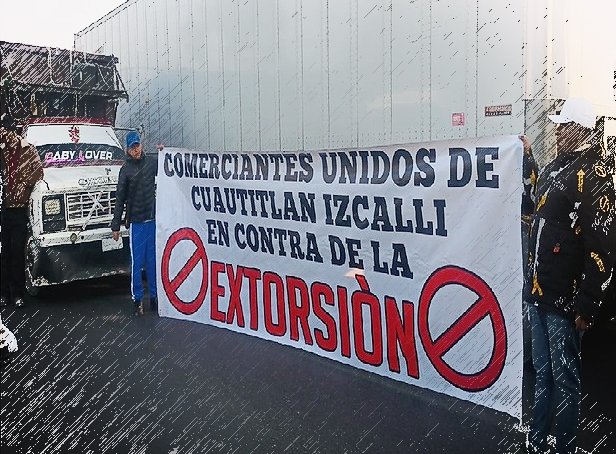 BABY LOVER
COMERCIANTES UNIDOS DE
CUAUTITLAN IZCALLI
EN CONTRA DE LA
EXTORSIÒN